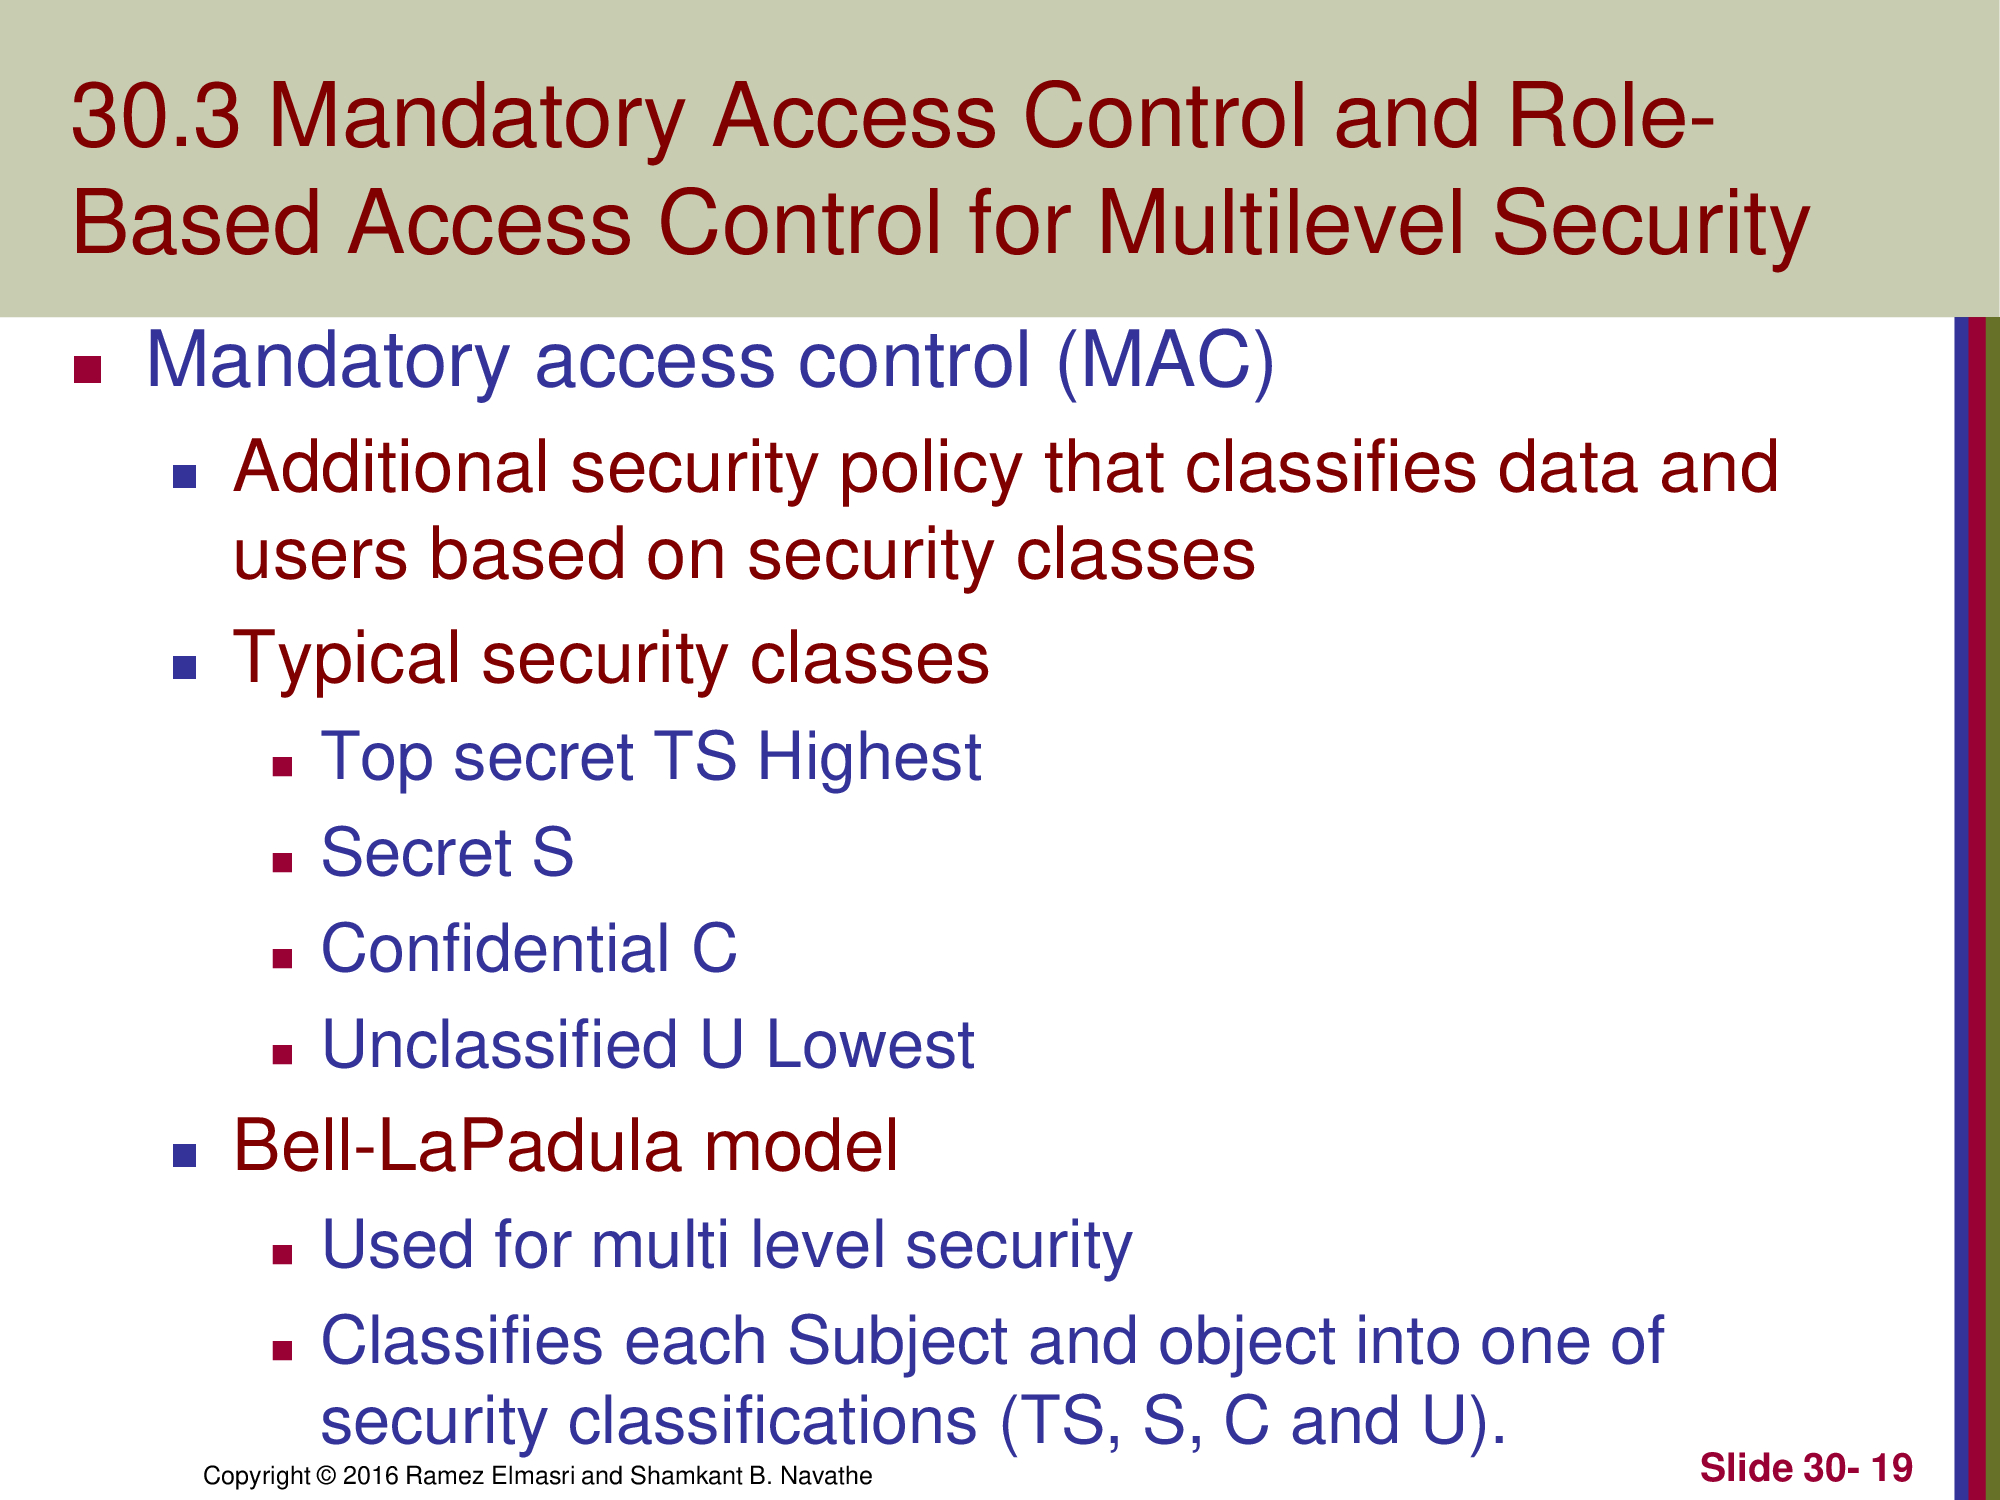 30.3 Mandatory Access Control and Role-
Based Access Control for Multilevel Security
Mandatory access control (MAC)
Additional security policy that classifies data and
users based on security classes
Typical security classes
Top secret TS Highest
Secret S
Confidential C
Unclassified U Lowest
Bell-LaPadula model
Used for multi level security
Classifies each Subject and object into one of
security classifications (TS, S, C and U).
Copyright © 2016 Ramez Elmasri and Shamkant B. Navathe
Slide 30- 19